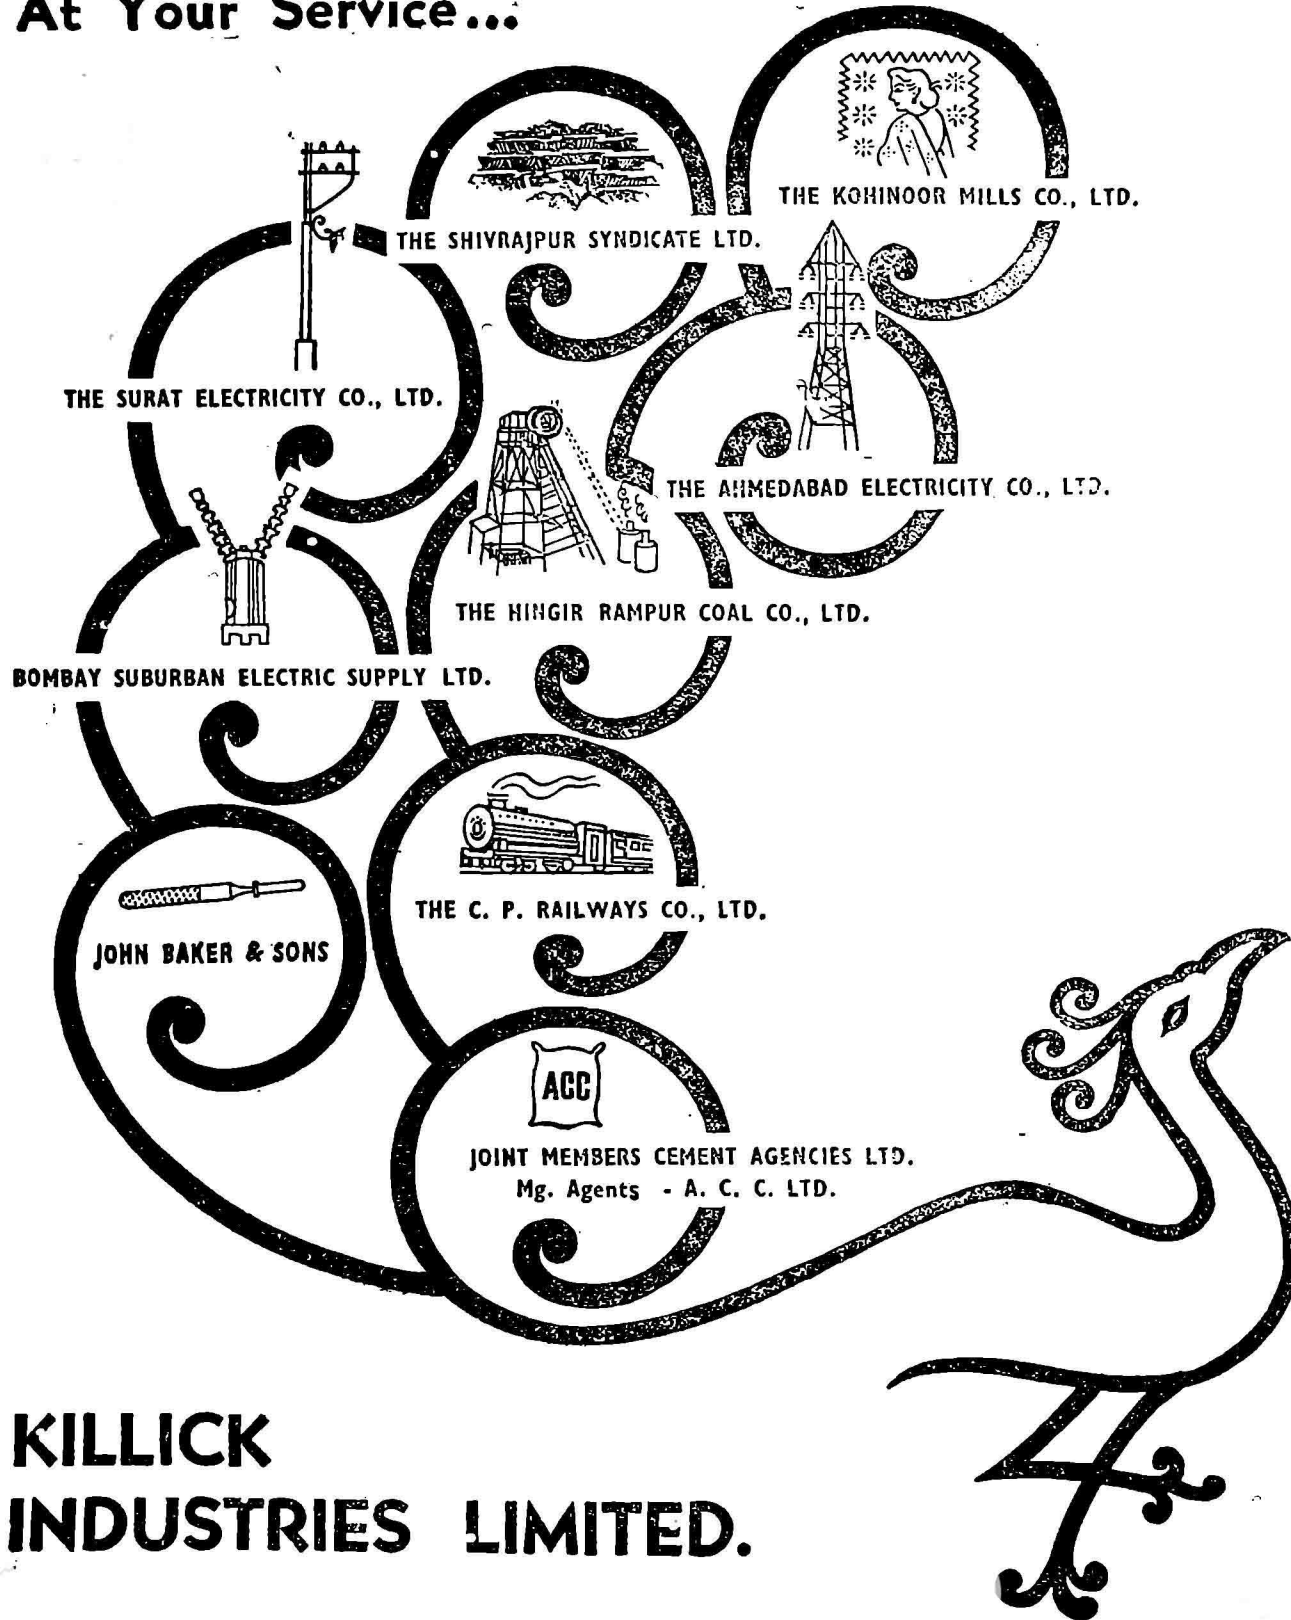 At Your Service...
THE KOHINOOR MILLS CO., LTD.
THE SHIVRAJPUR SYNDICATE LTD.
THE SURAT ELECTRICITY CO., LTD.
THE AHMEDABAD ELECTRICITY CO., LTD.
THE HINGIR RAMPUR COAL CO., LTD.
BOMBAY SUBURBAN ELECTRIC SUPPLY LTD.
THE C. P. RAILWAYS CO., LTD.
JOHN BAKER & SONS
ACC
JOINT MEMBERS CEMENT AGENCIES LTD.
Mg. Agents - A. C. C. LTD.
KILLICK
INDUSTRIES LIMITED.